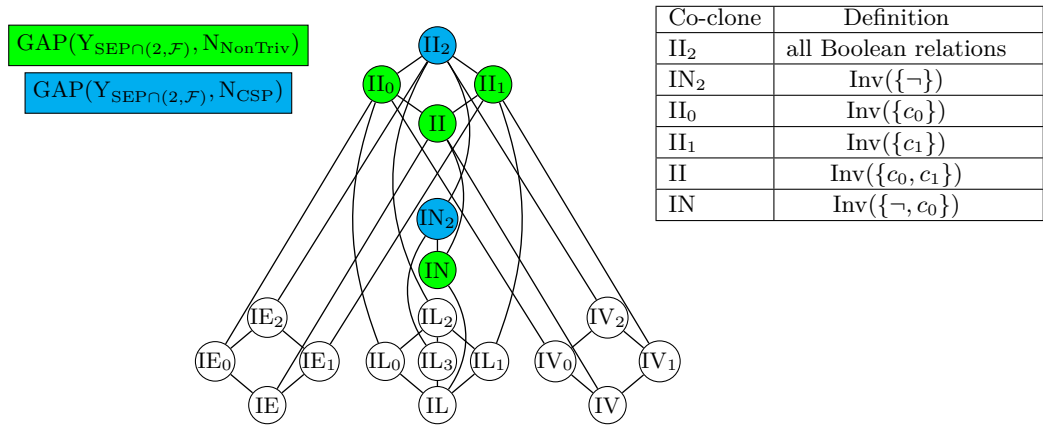 GAP(Y_{SEP∩(2,ℱ)}, N_{NonTriv})
GAP(Y_{SEP∩(2,ℱ)}, N_{CSP})
II₂
II₀ II₁
II
IN₂
IN
IE₂ IL₂ IV₂
IE₀ IE₁ IL₀ IL₃ IL₁ IV₀ IV₁
IE IL IV
Co-clone Definition
II₂ all Boolean relations
IN₂ Inv({¬})
II₀ Inv({c₀})
II₁ Inv({c₁})
II Inv({c₀, c₁})
IN Inv({¬, c₀})